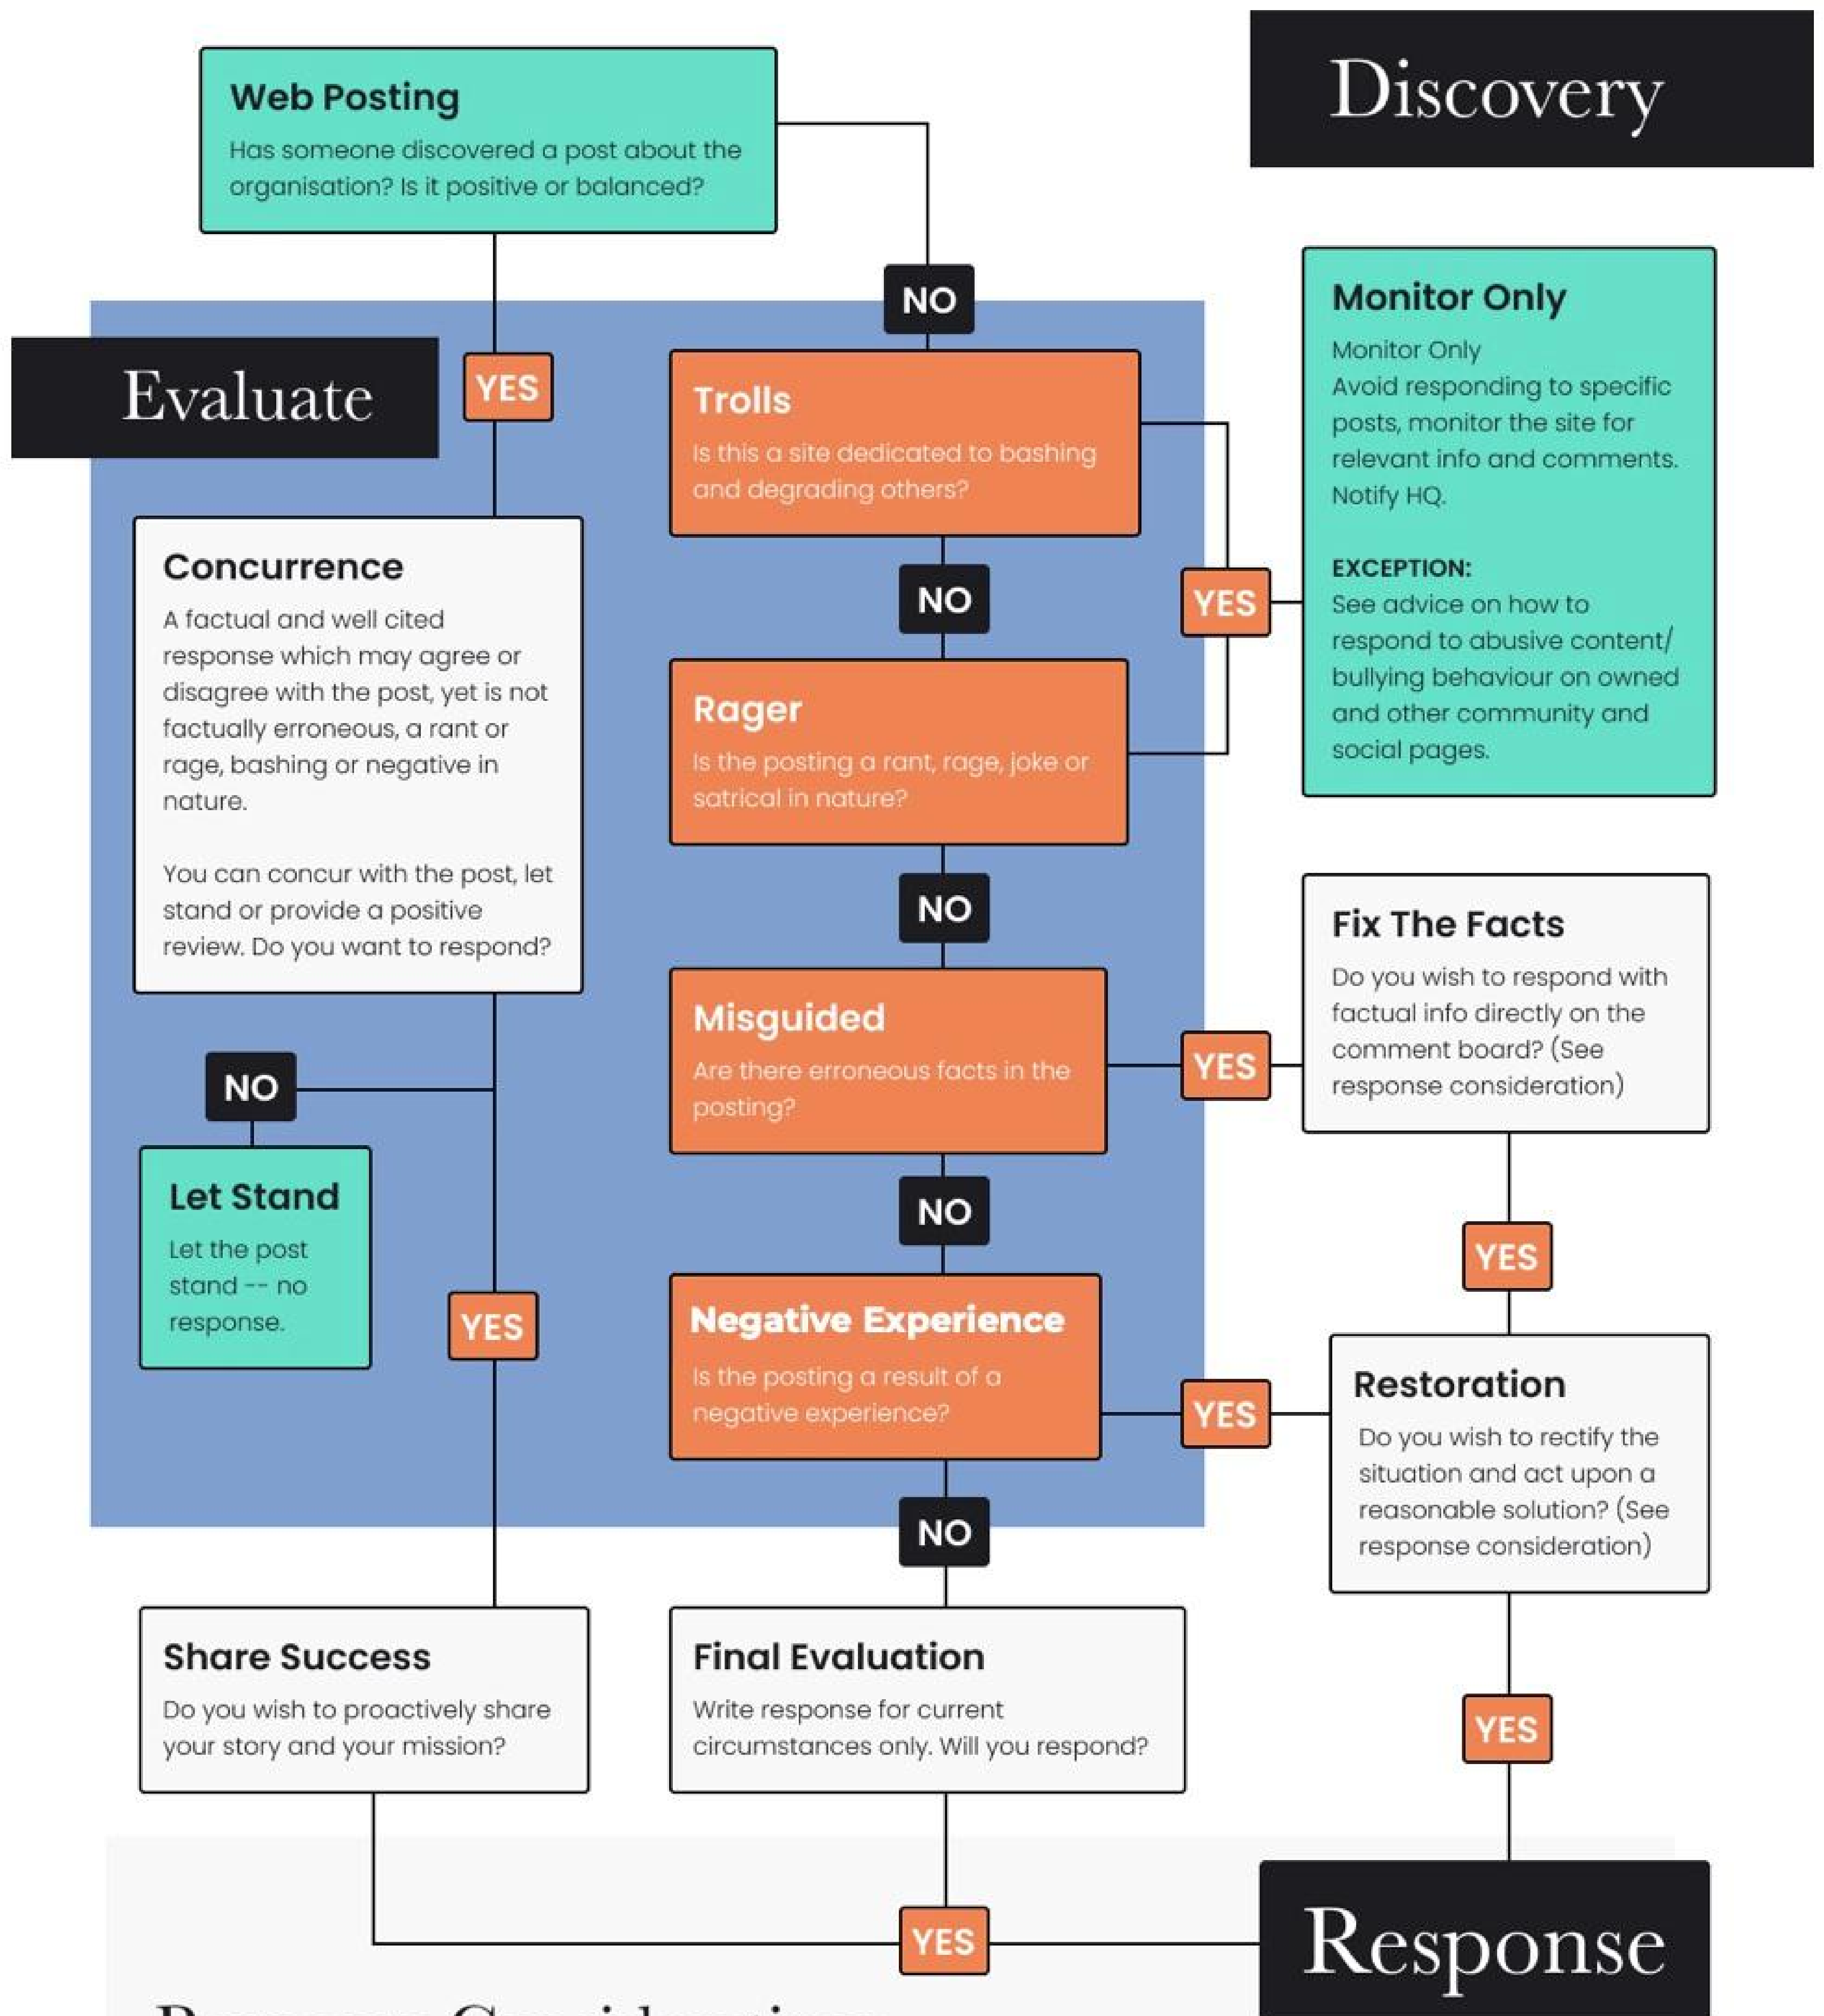 Discovery
Web Posting
Has someone discovered a post about the
organisation? Is it positive or balanced?
NO
Evaluate
YES
Trolls
Is this a site dedicated to bashing
and degrading others?
Monitor Only
Monitor Only
Avoid responding to specific
posts, monitor the site for
relevant info and comments.
Notify HQ.
EXCEPTION:
See advice on how to
respond to abusive content/
bullying behaviour on owned
and other community and
social pages.
YES
NO
Concurrence
A factual and well cited
response which may agree or
disagree with the post, yet is not
factually erroneous, a rant or
rage, bashing or negative in
nature.
You can concur with the post, let
stand or provide a positive
review. Do you want to respond?
Rager
Is the posting a rant, rage, joke or
satrical in nature?
NO
Misguided
Are there erroneous facts in the
posting?
YES
Fix The Facts
Do you wish to respond with
factual info directly on the
comment board? (See
response consideration)
NO
Let Stand
Let the post
stand -- no
response.
YES
NO
YES
Negative Experience
Is the posting a result of a
negative experience?
YES
Restoration
Do you wish to rectify the
situation and act upon a
reasonable solution? (See
response consideration)
NO
Share Success
Do you wish to proactively share
your story and your mission?
Final Evaluation
Write response for current
circumstances only. Will you respond?
YES
YES
Response